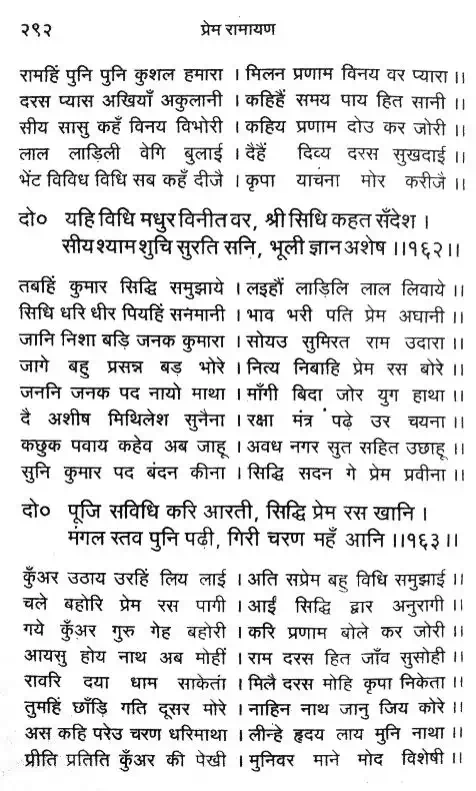 २९२ प्रेम रामायण
रामहिं पुनि पुनि कुशल हमारा । मिलन प्रणाम विनय वर प्यारा ।।
दरस प्यास अखियाँ अकुलानी । कहिहैं समय पाय हित सानी ।।
सीय सासु कहँ विनय विभोरी । कहिय प्रणाम दोउ कर जोरी ।।
लाल लाड़िली वेगि बुलाई । दैहैं दिव्य दरस सुखदाई ।।
भेंट विविध विधि सब कहँ दीजै । कृपा याचना मोर करीजै ।।
दो० यहि विधि मधुर विनीत वर, श्री सिधि कहत सँदेश ।
सीय श्याम शुचि सुरति सनि, भूली ज्ञान अशेष ।।१६२।।
तबहिं कुमार सिद्धि समुझाये । लइहौं लाड़िलि लाल लिवाये ।।
सिधि धरि धीर पियहिं सनमानी । भाव भरी पति प्रेम अघानी ।।
जानि निशा बड़ि जनक कुमारा । सोयउ सुमिरत राम उदारा ।।
जागे बहु प्रसन्न बड़ भोरे । नित्य निबाहि प्रेम रस बोरे ।।
जननि जनक पद नायो माथा । माँगी बिदा जोर युग हाथा ।।
दै अशीष मिथिलेश सुनैना । रक्षा मंत्र पढ़े उर चयना ।।
कछुक पवाय कहेव अब जाहू । अवध नगर सुत सहित उछाहू ।।
सुनि कुमार पद बंदन कीना । सिद्धि सदन गे प्रेम प्रवीना ।।
दो० पूजि सविधि करि आरती, सिद्धि प्रेम रस खानि ।
मंगल स्तव पुनि पढ़ी, गिरी चरण महँ आनि ।।१६३।।
कुँअर उठाय उरहिं लिय लाई । अति सप्रेम बहु विधि समुझाई ।।
चले बहोरि प्रेम रस पागी । आईं सिद्धि द्वार अनुरागी ।।
गये कुँअर गुरु गेह बहोरी । करि प्रणाम बोले कर जोरी ।।
आयसु होय नाथ अब मोहीं । राम दरस हित जाँव सुसोही ।।
रावरि दया धाम साकेता । मिलै दरस मोहि कृपा निकेता ।।
तुमहिं छाँड़ि गति दूसर मोरे । नाहिन नाथ जानु जिय कोरे ।।
अस कहि परेउ चरण धरिमाथा । लीन्हे हृदय लाय मुनि नाथा ।।
प्रीति प्रतिति कुँअर की पेखी । मुनिवर माने मोद विशेषी ।।